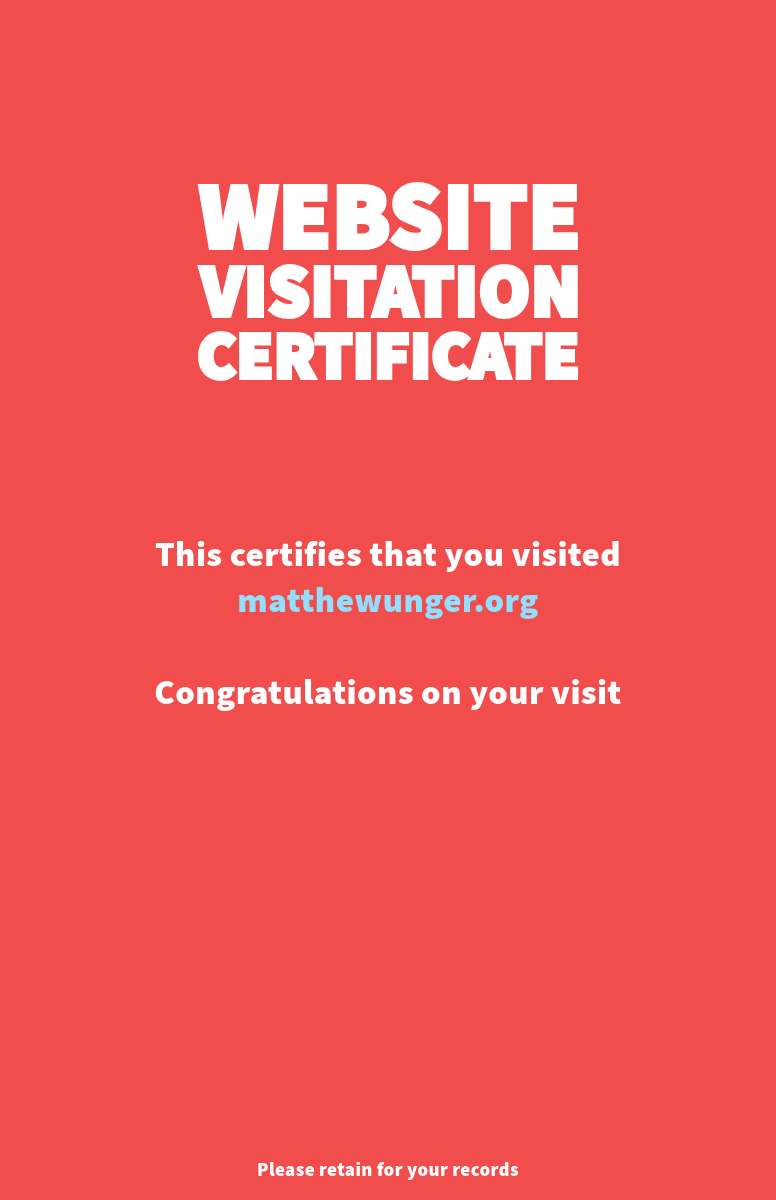 WEBSITE
VISITATION
CERTIFICATE
This certifies that you visited
matthewunger.org
Congratulations on your visit
Please retain for your records